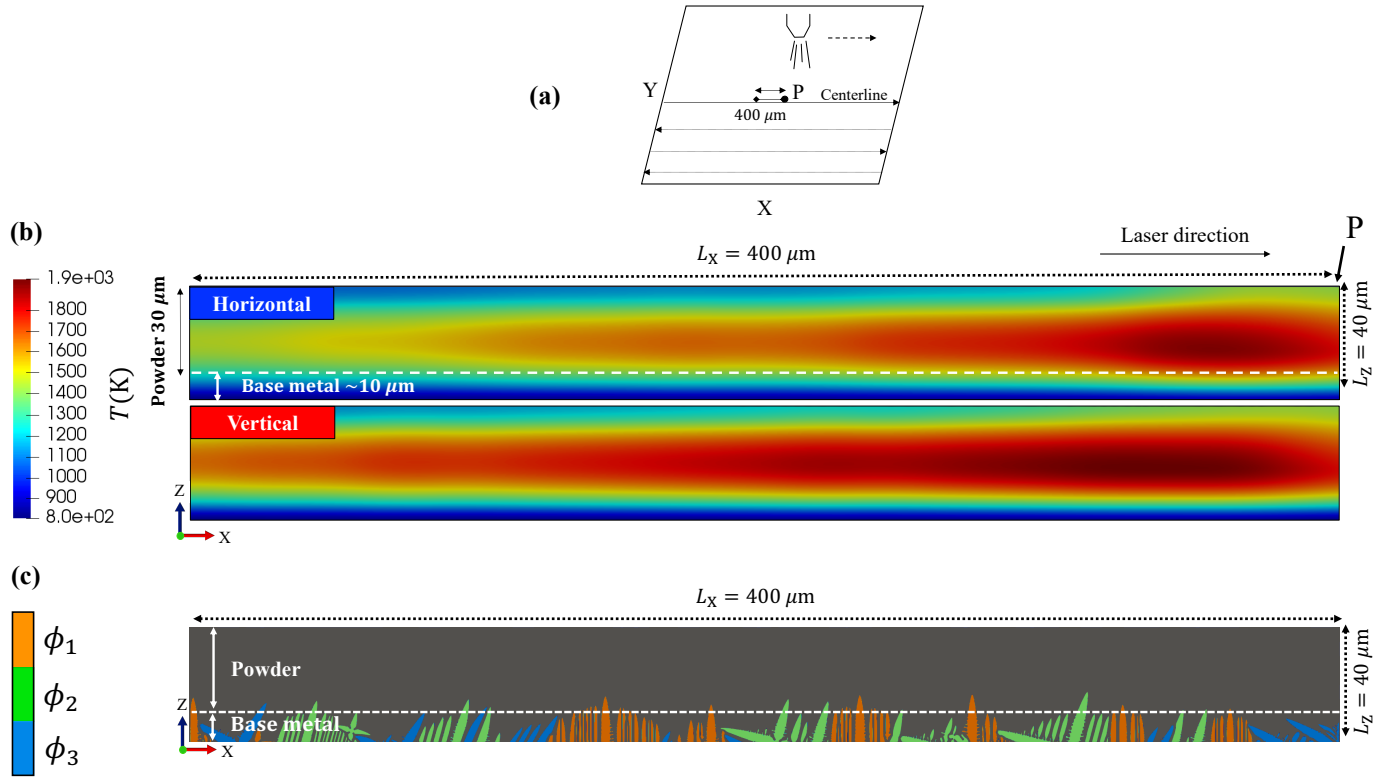 (a)
Y
P
Centerline
400 μm
X
(b)
Laser direction
P
L_X = 400 μm
1.9e+03
1800
1700
1600
1500
1400
1300
1200
1100
1000
900
8.0e+02
T(K)
Powder 30 μm
Horizontal
Base metal ~10 μm
L_Z = 40 μm
Vertical
Z
X
(c)
L_X = 400 μm
ϕ1
ϕ2
ϕ3
Powder
Base metal
Z
X
L_Z = 40 μm